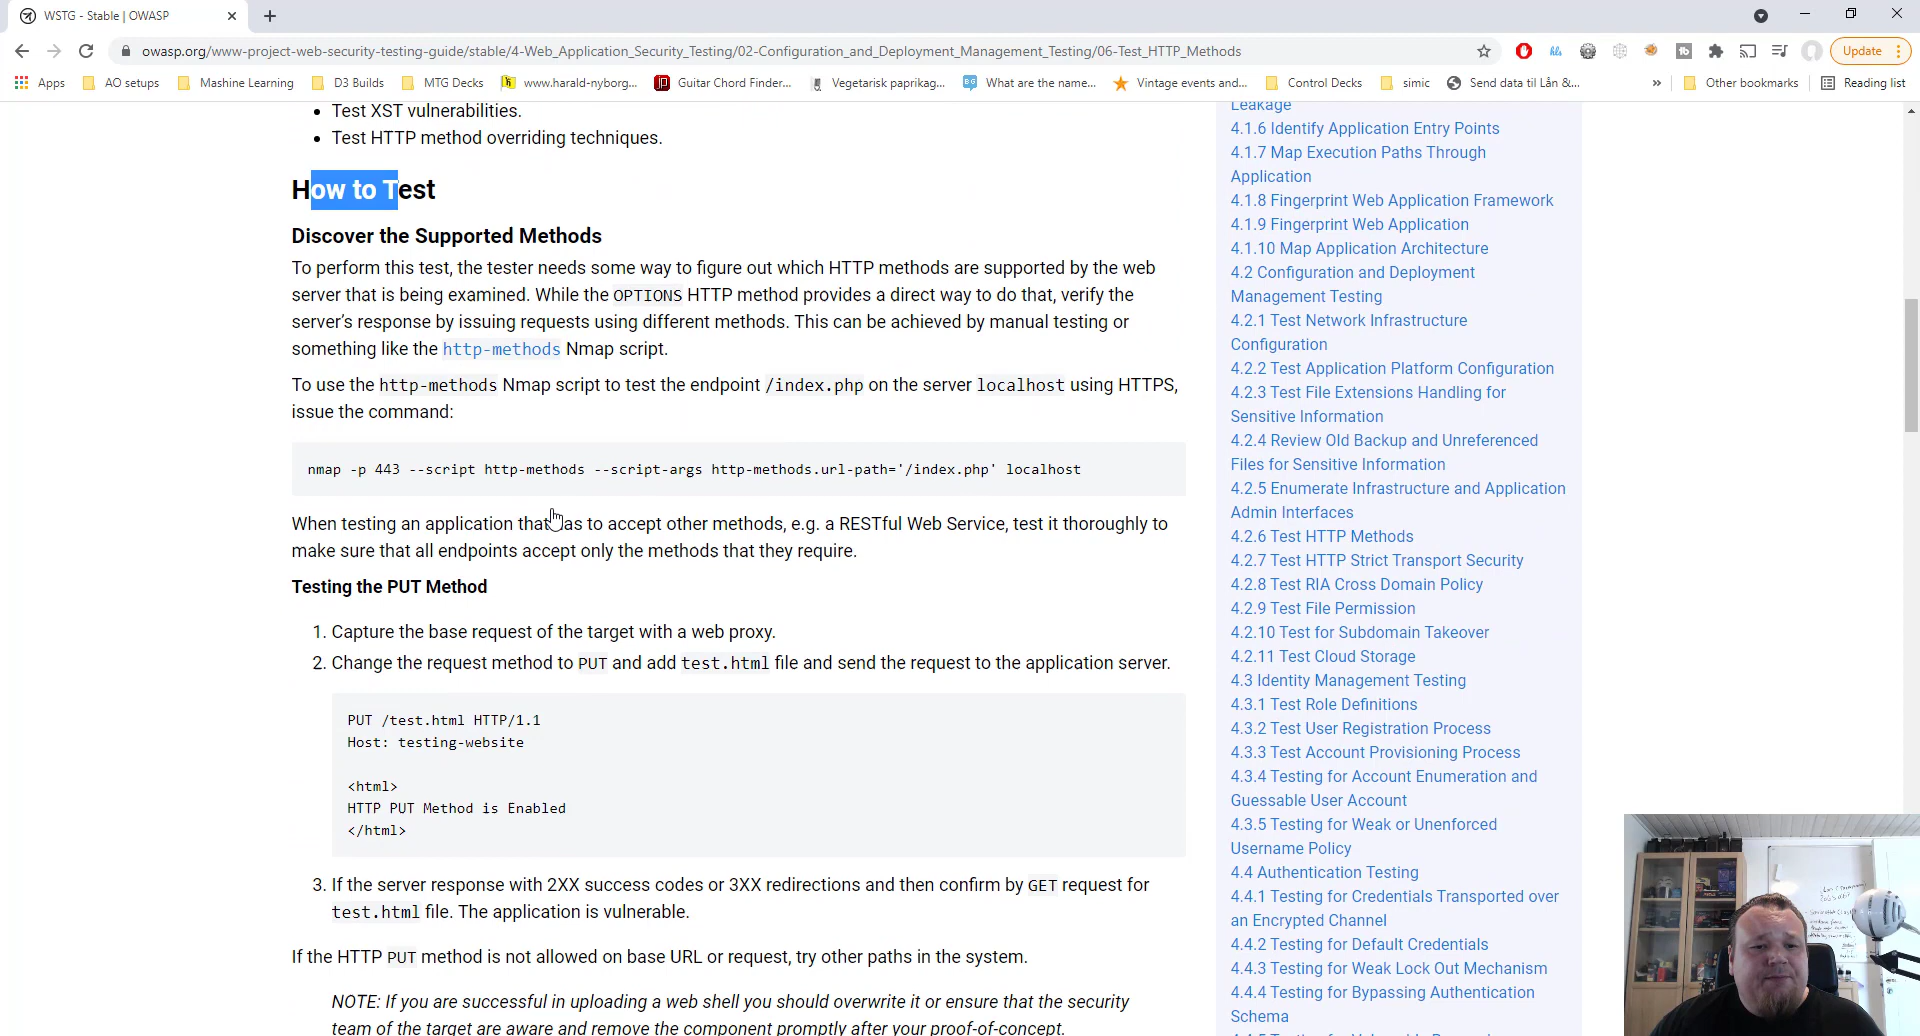 WSTG - Stable | OWASP
owasp.org/www-project-web-security-testing-guide/stable/4-Web_Application_Security_Testing/02-Configuration_and_Deployment_Management_Testing/06-Test_HTTP_Methods
Update
Apps
AO setups
Mashine Learning
D3 Builds
MTG Decks
www.harald-nyborg...
Guitar Chord Finder...
Vegetarisk paprikag...
What are the name...
Vintage events and...
Control Decks
simic
Send data til Lån &...
»
Other bookmarks
Reading list
• Test XST vulnerabilities.
• Test HTTP method overriding techniques.
How to Test
Discover the Supported Methods
To perform this test, the tester needs some way to figure out which HTTP methods are supported by the web
server that is being examined. While the OPTIONS HTTP method provides a direct way to do that, verify the
server's response by issuing requests using different methods. This can be achieved by manual testing or
something like the http-methods Nmap script.
To use the http-methods Nmap script to test the endpoint /index.php on the server localhost using HTTPS,
issue the command:
nmap -p 443 --script http-methods --script-args http-methods.url-path='/index.php' localhost
When testing an application that as to accept other methods, e.g. a RESTful Web Service, test it thoroughly to
make sure that all endpoints accept only the methods that they require.
Testing the PUT Method
1. Capture the base request of the target with a web proxy.
2. Change the request method to PUT and add test.html file and send the request to the application server.
PUT /test.html HTTP/1.1
Host: testing-website
<html>
HTTP PUT Method is Enabled
</html>
3. If the server response with 2XX success codes or 3XX redirections and then confirm by GET request for
test.html file. The application is vulnerable.
If the HTTP PUT method is not allowed on base URL or request, try other paths in the system.
NOTE: If you are successful in uploading a web shell you should overwrite it or ensure that the security
team of the target are aware and remove the component promptly after your proof-of-concept.
Leakage
4.1.6 Identify Application Entry Points
4.1.7 Map Execution Paths Through
Application
4.1.8 Fingerprint Web Application Framework
4.1.9 Fingerprint Web Application
4.1.10 Map Application Architecture
4.2 Configuration and Deployment
Management Testing
4.2.1 Test Network Infrastructure
Configuration
4.2.2 Test Application Platform Configuration
4.2.3 Test File Extensions Handling for
Sensitive Information
4.2.4 Review Old Backup and Unreferenced
Files for Sensitive Information
4.2.5 Enumerate Infrastructure and Application
Admin Interfaces
4.2.6 Test HTTP Methods
4.2.7 Test HTTP Strict Transport Security
4.2.8 Test RIA Cross Domain Policy
4.2.9 Test File Permission
4.2.10 Test for Subdomain Takeover
4.2.11 Test Cloud Storage
4.3 Identity Management Testing
4.3.1 Test Role Definitions
4.3.2 Test User Registration Process
4.3.3 Test Account Provisioning Process
4.3.4 Testing for Account Enumeration and
Guessable User Account
4.3.5 Testing for Weak or Unenforced
Username Policy
4.4 Authentication Testing
4.4.1 Testing for Credentials Transported over
an Encrypted Channel
4.4.2 Testing for Default Credentials
4.4.3 Testing for Weak Lock Out Mechanism
4.4.4 Testing for Bypassing Authentication
Schema